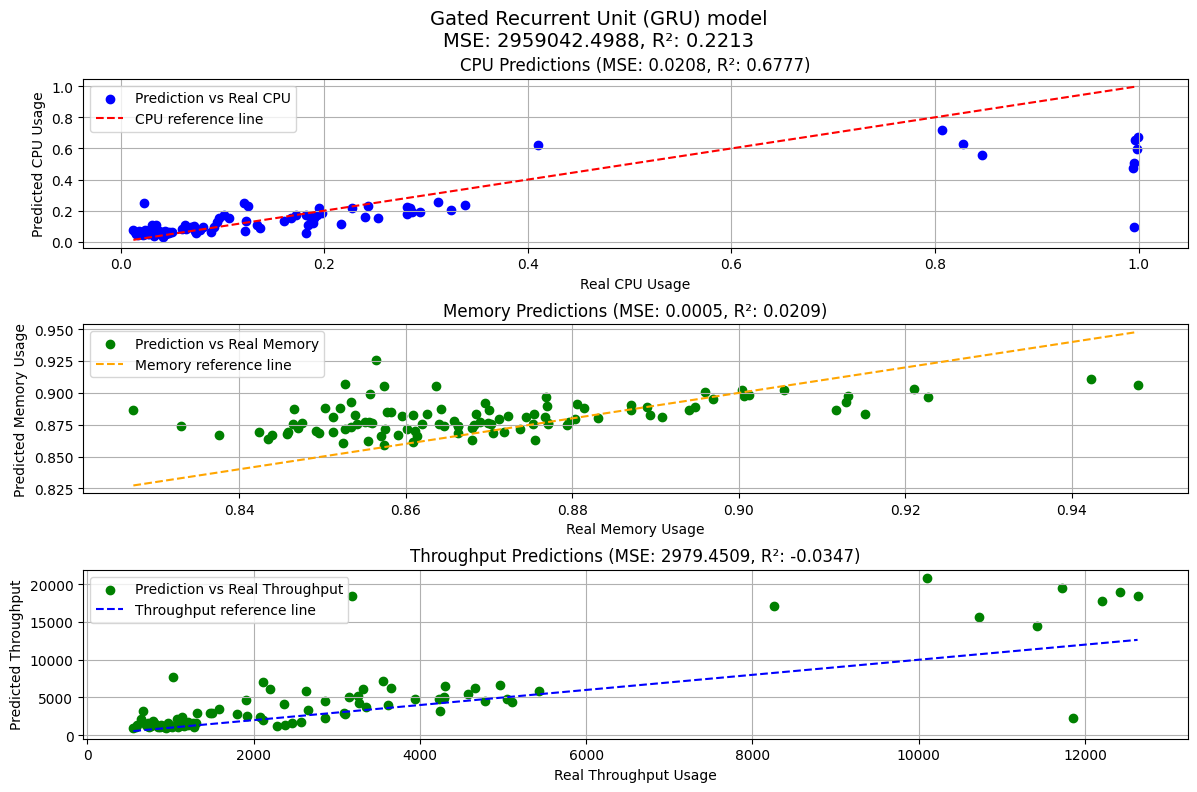 Gated Recurrent Unit (GRU) model
MSE: 2959042.4988, R²: 0.2213
CPU Predictions (MSE: 0.0208, R²: 0.6777)
Predicted CPU Usage
1.0
0.8
0.6
0.4
0.2
0.0
Prediction vs Real CPU
CPU reference line
0.0 0.2 0.4 0.6 0.8 1.0
Real CPU Usage
Memory Predictions (MSE: 0.0005, R²: 0.0209)
Predicted Memory Usage
0.950
0.925
0.900
0.875
0.850
0.825
Prediction vs Real Memory
Memory reference line
0.84 0.86 0.88 0.90 0.92 0.94
Real Memory Usage
Throughput Predictions (MSE: 2979.4509, R²: -0.0347)
Predicted Throughput
20000
15000
10000
5000
0
Prediction vs Real Throughput
Throughput reference line
0 2000 4000 6000 8000 10000 12000
Real Throughput Usage